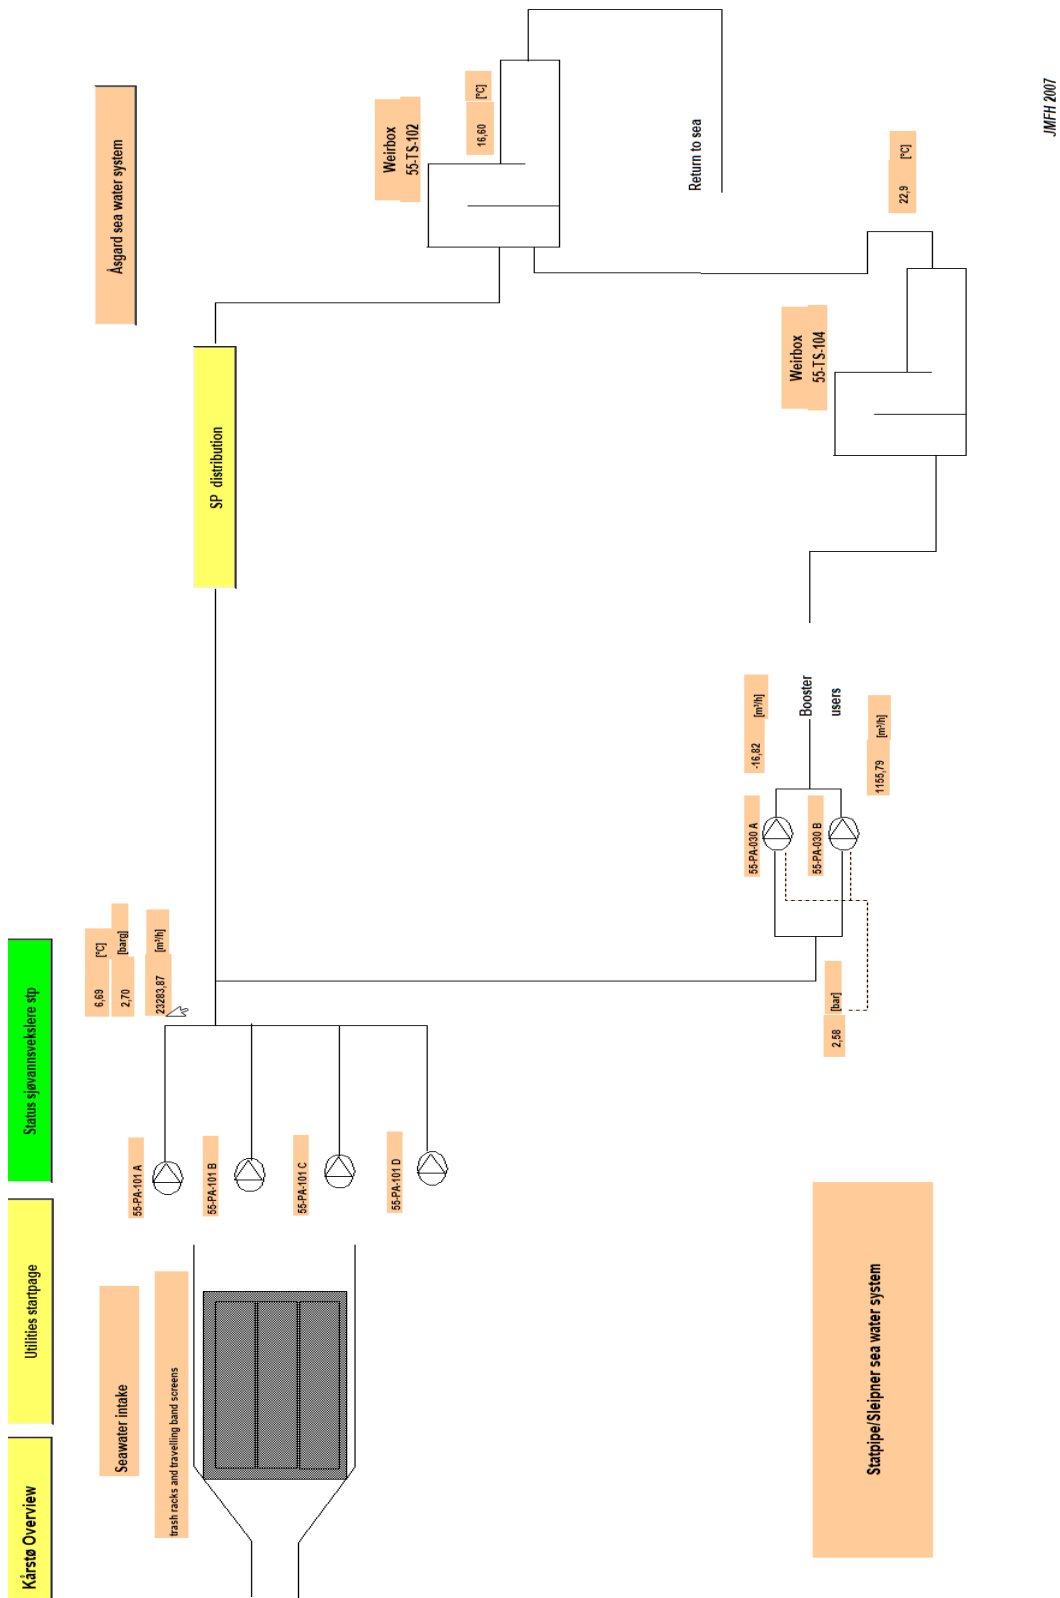 Kårstø Overview
Utilities startpage
Status sjøvannsvekslere stp
Åsgard sea water system
Seawater intake
trash racks and travelling band screens
55-PA-101 A
55-PA-101 B
55-PA-101 C
55-PA-101 D
6,69 [°C]
2,70 [barg]
23283,87 [m³/h]
SP distribution
Weirbox
55-TS-102
16,60 [°C]
Return to sea
22,9 [°C]
Weirbox
55-TS-104
-16,82 [m³/h]
Booster
users
1155,79 [m³/h]
55-PA-030 A
55-PA-030 B
2,58 [bar]
Statpipe/Sleipner sea water system
JMFH 2007